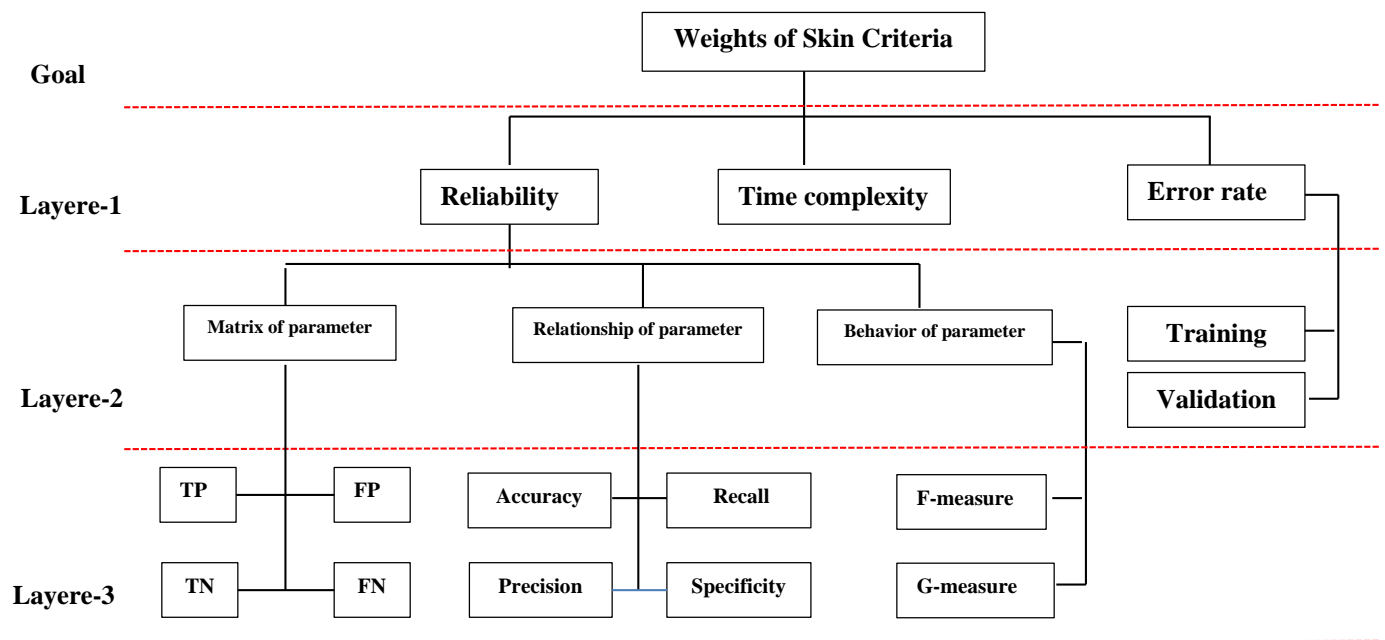 Weights of Skin Criteria
Goal
Layere-1
Reliability
Time complexity
Error rate
Layere-2
Matrix of parameter
Relationship of parameter
Behavior of parameter
Training
Validation
Layere-3
TP
FP
Accuracy
Recall
F-measure
TN
FN
Precision
Specificity
G-measure